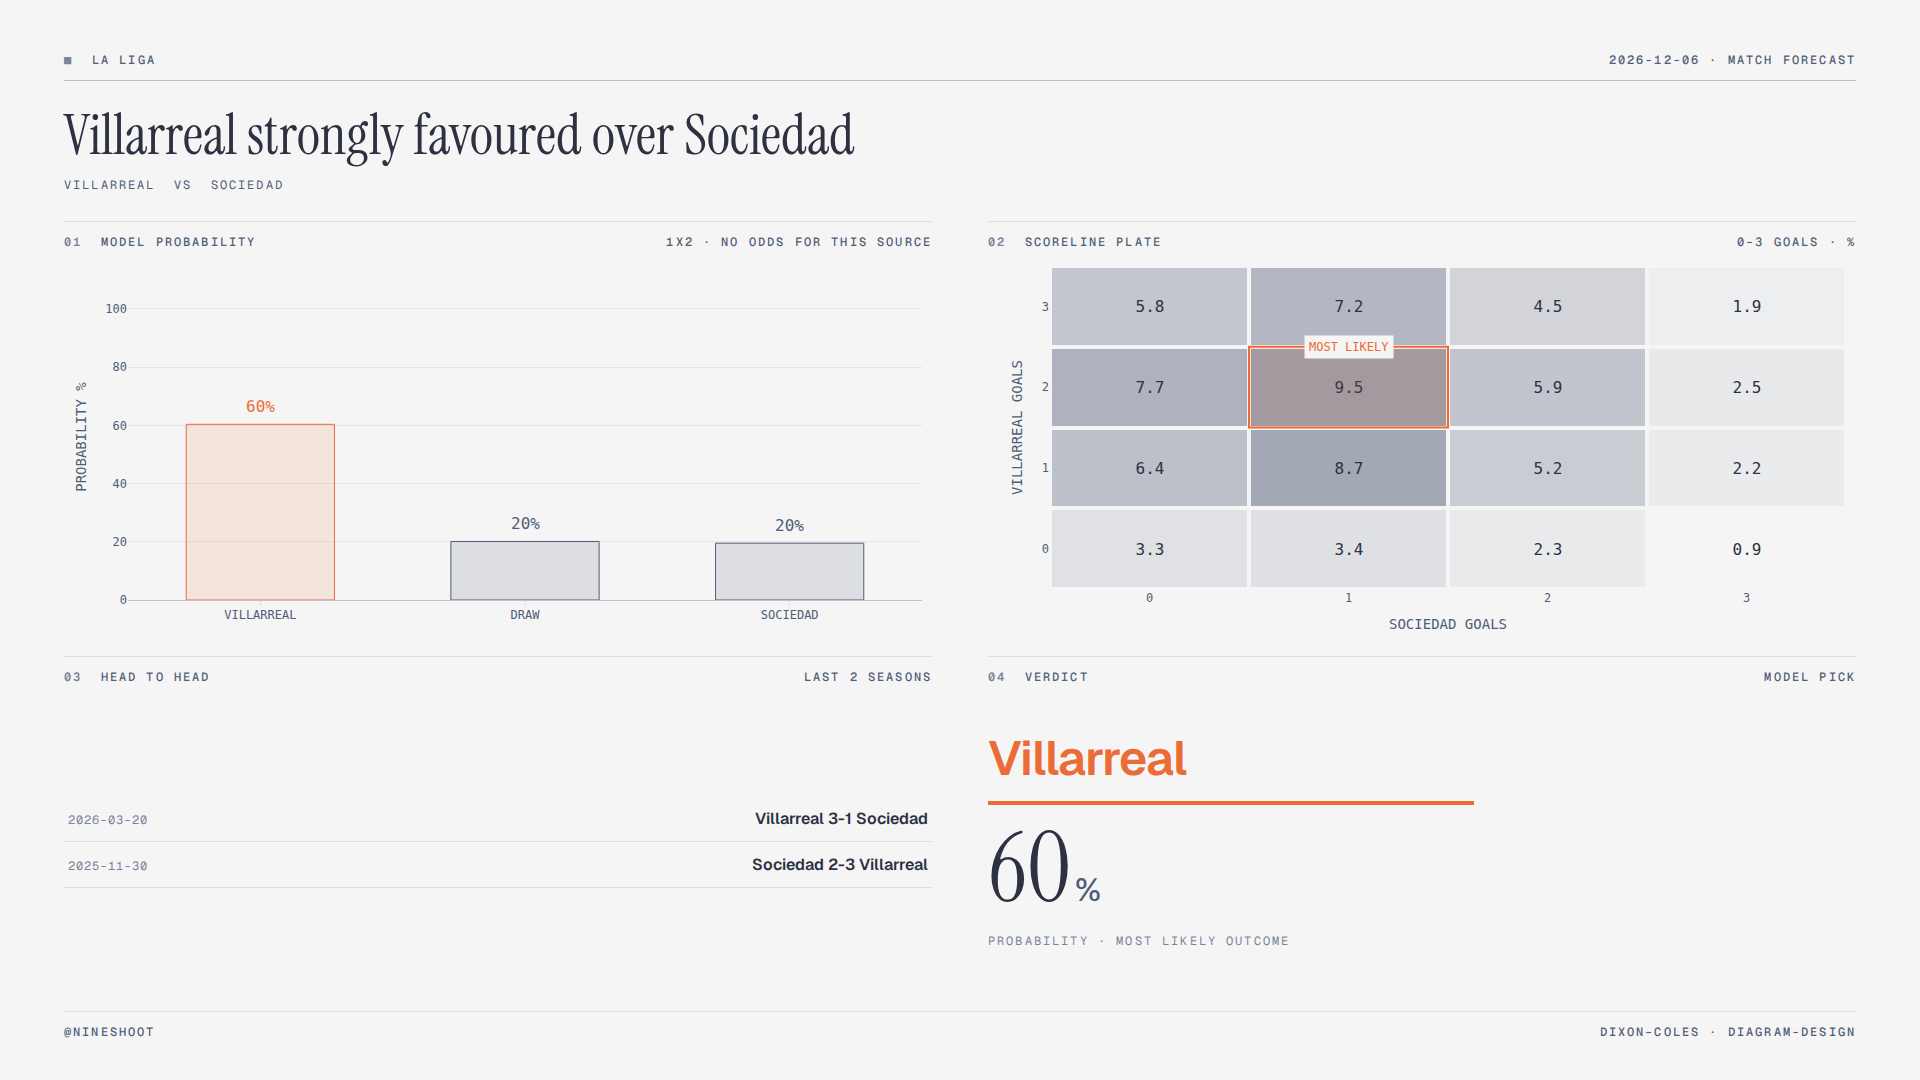 ■ LA LIGA
2026-12-06 · MATCH FORECAST
Villarreal strongly favoured over Sociedad
VILLARREAL VS SOCIEDAD
01 MODEL PROBABILITY
1X2 · NO ODDS FOR THIS SOURCE
PROBABILITY %
100
80
60
40
20
0
60%
20%
20%
VILLARREAL
DRAW
SOCIEDAD
02 SCORELINE PLATE
0–3 GOALS · %
VILLARREAL GOALS
3 5.8 7.2 4.5 1.9
MOST LIKELY
2 7.7 9.5 5.9 2.5
1 6.4 8.7 5.2 2.2
0 3.3 3.4 2.3 0.9
0 1 2 3
SOCIEDAD GOALS
03 HEAD TO HEAD
LAST 2 SEASONS
2026-03-20 Villarreal 3-1 Sociedad
2025-11-30 Sociedad 2-3 Villarreal
04 VERDICT
MODEL PICK
Villarreal
60 %
PROBABILITY · MOST LIKELY OUTCOME
@NINESHOOT
DIXON-COLES · DIAGRAM-DESIGN